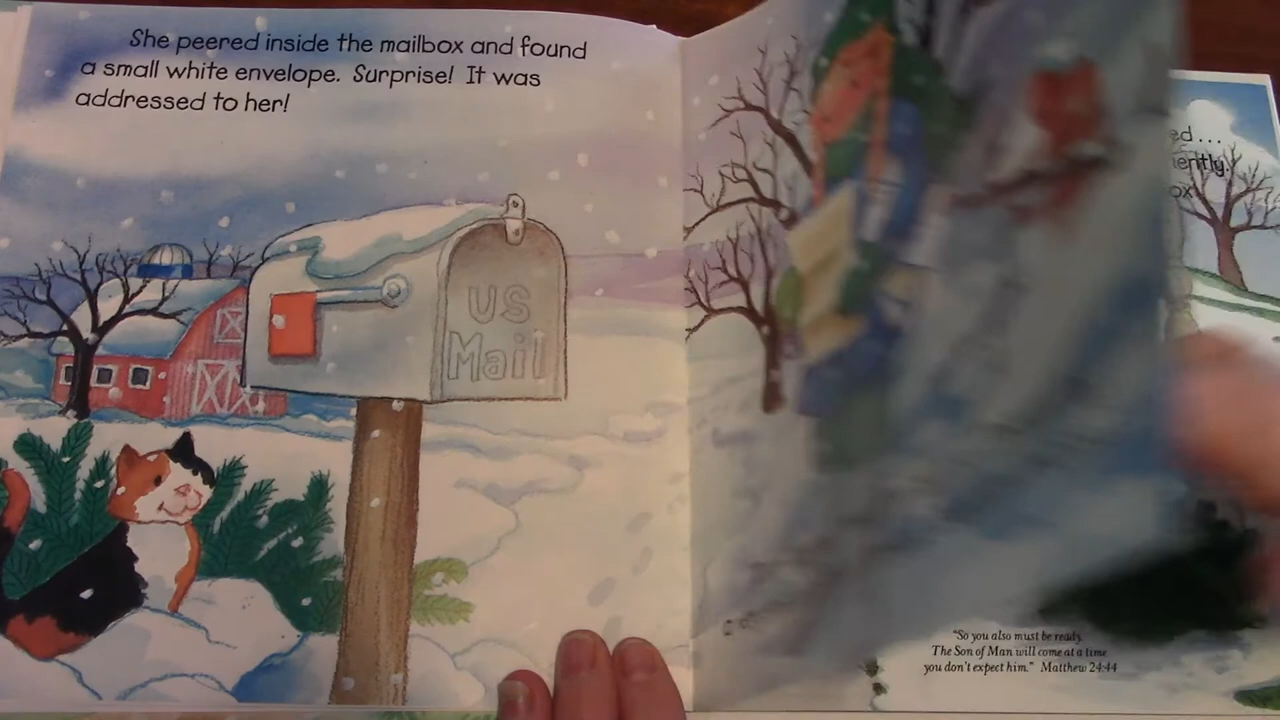 She peered inside the mailbox and found
a small white envelope. Surprise! It was
addressed to her!
US
Mail
"So you also must be ready.
The Son of Man will come at a time
you don't expect him." Matthew 24:44